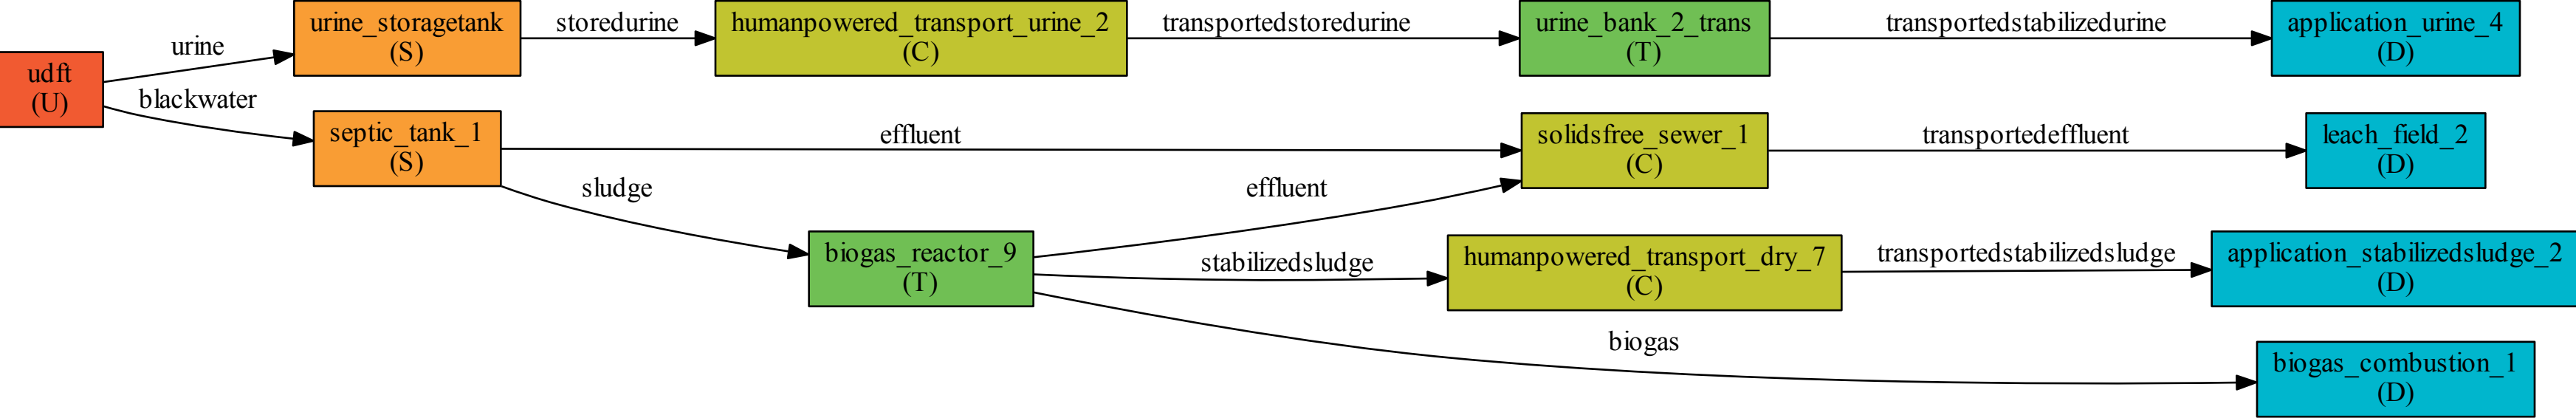 udft
(U)
urine
blackwater
urine_storagetank
(S)
storedurine
humanpowered_transport_urine_2
(C)
transportedstoredurine
urine_bank_2_trans
(T)
transportedstabilizedurine
application_urine_4
(D)
septic_tank_1
(S)
effluent
solidsfree_sewer_1
(C)
transportedeffluent
leach_field_2
(D)
sludge
effluent
biogas_reactor_9
(T)
stabilizedsludge
humanpowered_transport_dry_7
(C)
transportedstabilizedsludge
application_stabilizedsludge_2
(D)
biogas
biogas_combustion_1
(D)